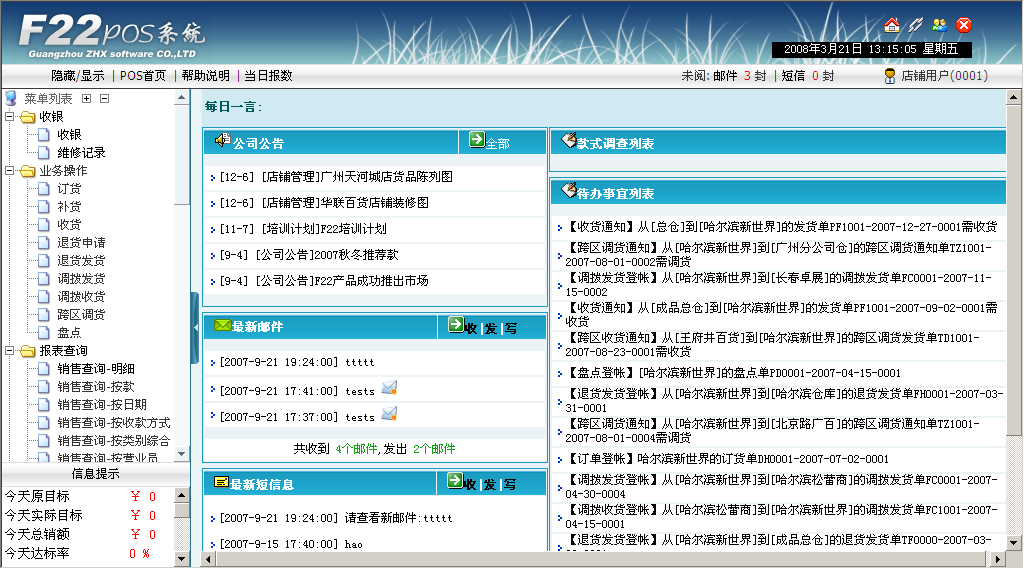 F22POS系统
Guangzhou ZHX software CO.,LTD
2008年3月21日 13:15:05 星期五
隐藏/显示 | POS首页 | 帮助说明 | 当日报数
未阅: 邮件 3 封 | 短信 0 封
店铺用户(0001)
菜单列表
收银
收银
维修记录
业务操作
订货
补货
收货
退货申请
退货发货
调拨发货
调拨收货
跨区调货
盘点
报表查询
销售查询-明细
销售查询-按款
销售查询-按日期
销售查询-按收款方式
销售查询-按类别综合
销售查询-按营业员
信息提示
今天原目标 ¥ 0
今天实际目标 ¥ 0
今天总销额 ¥ 0
今天达标率 0 %
每日一言:
公司公告 全部
[12-6] [店铺管理]广州天河城店货品陈列图
[12-6] [店铺管理]华联百货店铺装修图
[11-7] [培训计划]F22培训计划
[9-4] [公司公告]2007秋冬推荐款
[9-4] [公司公告]F22产品成功推出市场
最新邮件 收|发|写
[2007-9-21 19:24:00] ttttt
[2007-9-21 17:41:00] tests
[2007-9-21 17:37:00] tests
共收到 4个邮件,发出 2个邮件
最新短信息 收|发|写
[2007-9-21 19:24:00] 请查看新邮件:ttttt
[2007-9-15 17:40:00] hao
款式调查列表
待办事宜列表
【收货通知】从[总仓]到[哈尔滨新世界]的发货单PF1001-2007-12-27-0001需收货
【跨区调货通知】从[哈尔滨新世界]到[广州分公司仓]的跨区调货通知单TZ1001-
2007-08-01-0002需调货
【调拨发货登帐】从[哈尔滨新世界]到[长春卓展]的调拨发货单FC0001-2007-11-
15-0002
【收货通知】从[成品总仓]到[哈尔滨新世界]的发货单PF1001-2007-09-02-0001需
收货
【跨区收货通知】从[王府井百货]到[哈尔滨新世界]的跨区调货发货单TD1001-
2007-08-23-0001需收货
【盘点登帐】[哈尔滨新世界]的盘点单PD0001-2007-04-15-0001
【退货发货登帐】从[哈尔滨新世界]到[哈尔滨仓库]的退货发货单FH0001-2007-03-
31-0001
【跨区调货通知】从[哈尔滨新世界]到[北京路广百]的跨区调货通知单TZ1001-
2007-08-01-0004需调货
【订单登帐】哈尔滨新世界的订货单DH0001-2007-07-02-0001
【调拨发货登帐】从[哈尔滨新世界]到[哈尔滨松蕾商]的调拨发货单FC0001-2007-
04-30-0004
【调拨收货登帐】从[哈尔滨松蕾商]到[哈尔滨新世界]的调拨发货单FC1001-2007-
04-15-0001
【退货发货登帐】从[哈尔滨新世界]到[成品总仓]的退货发货单TF0000-2007-03-